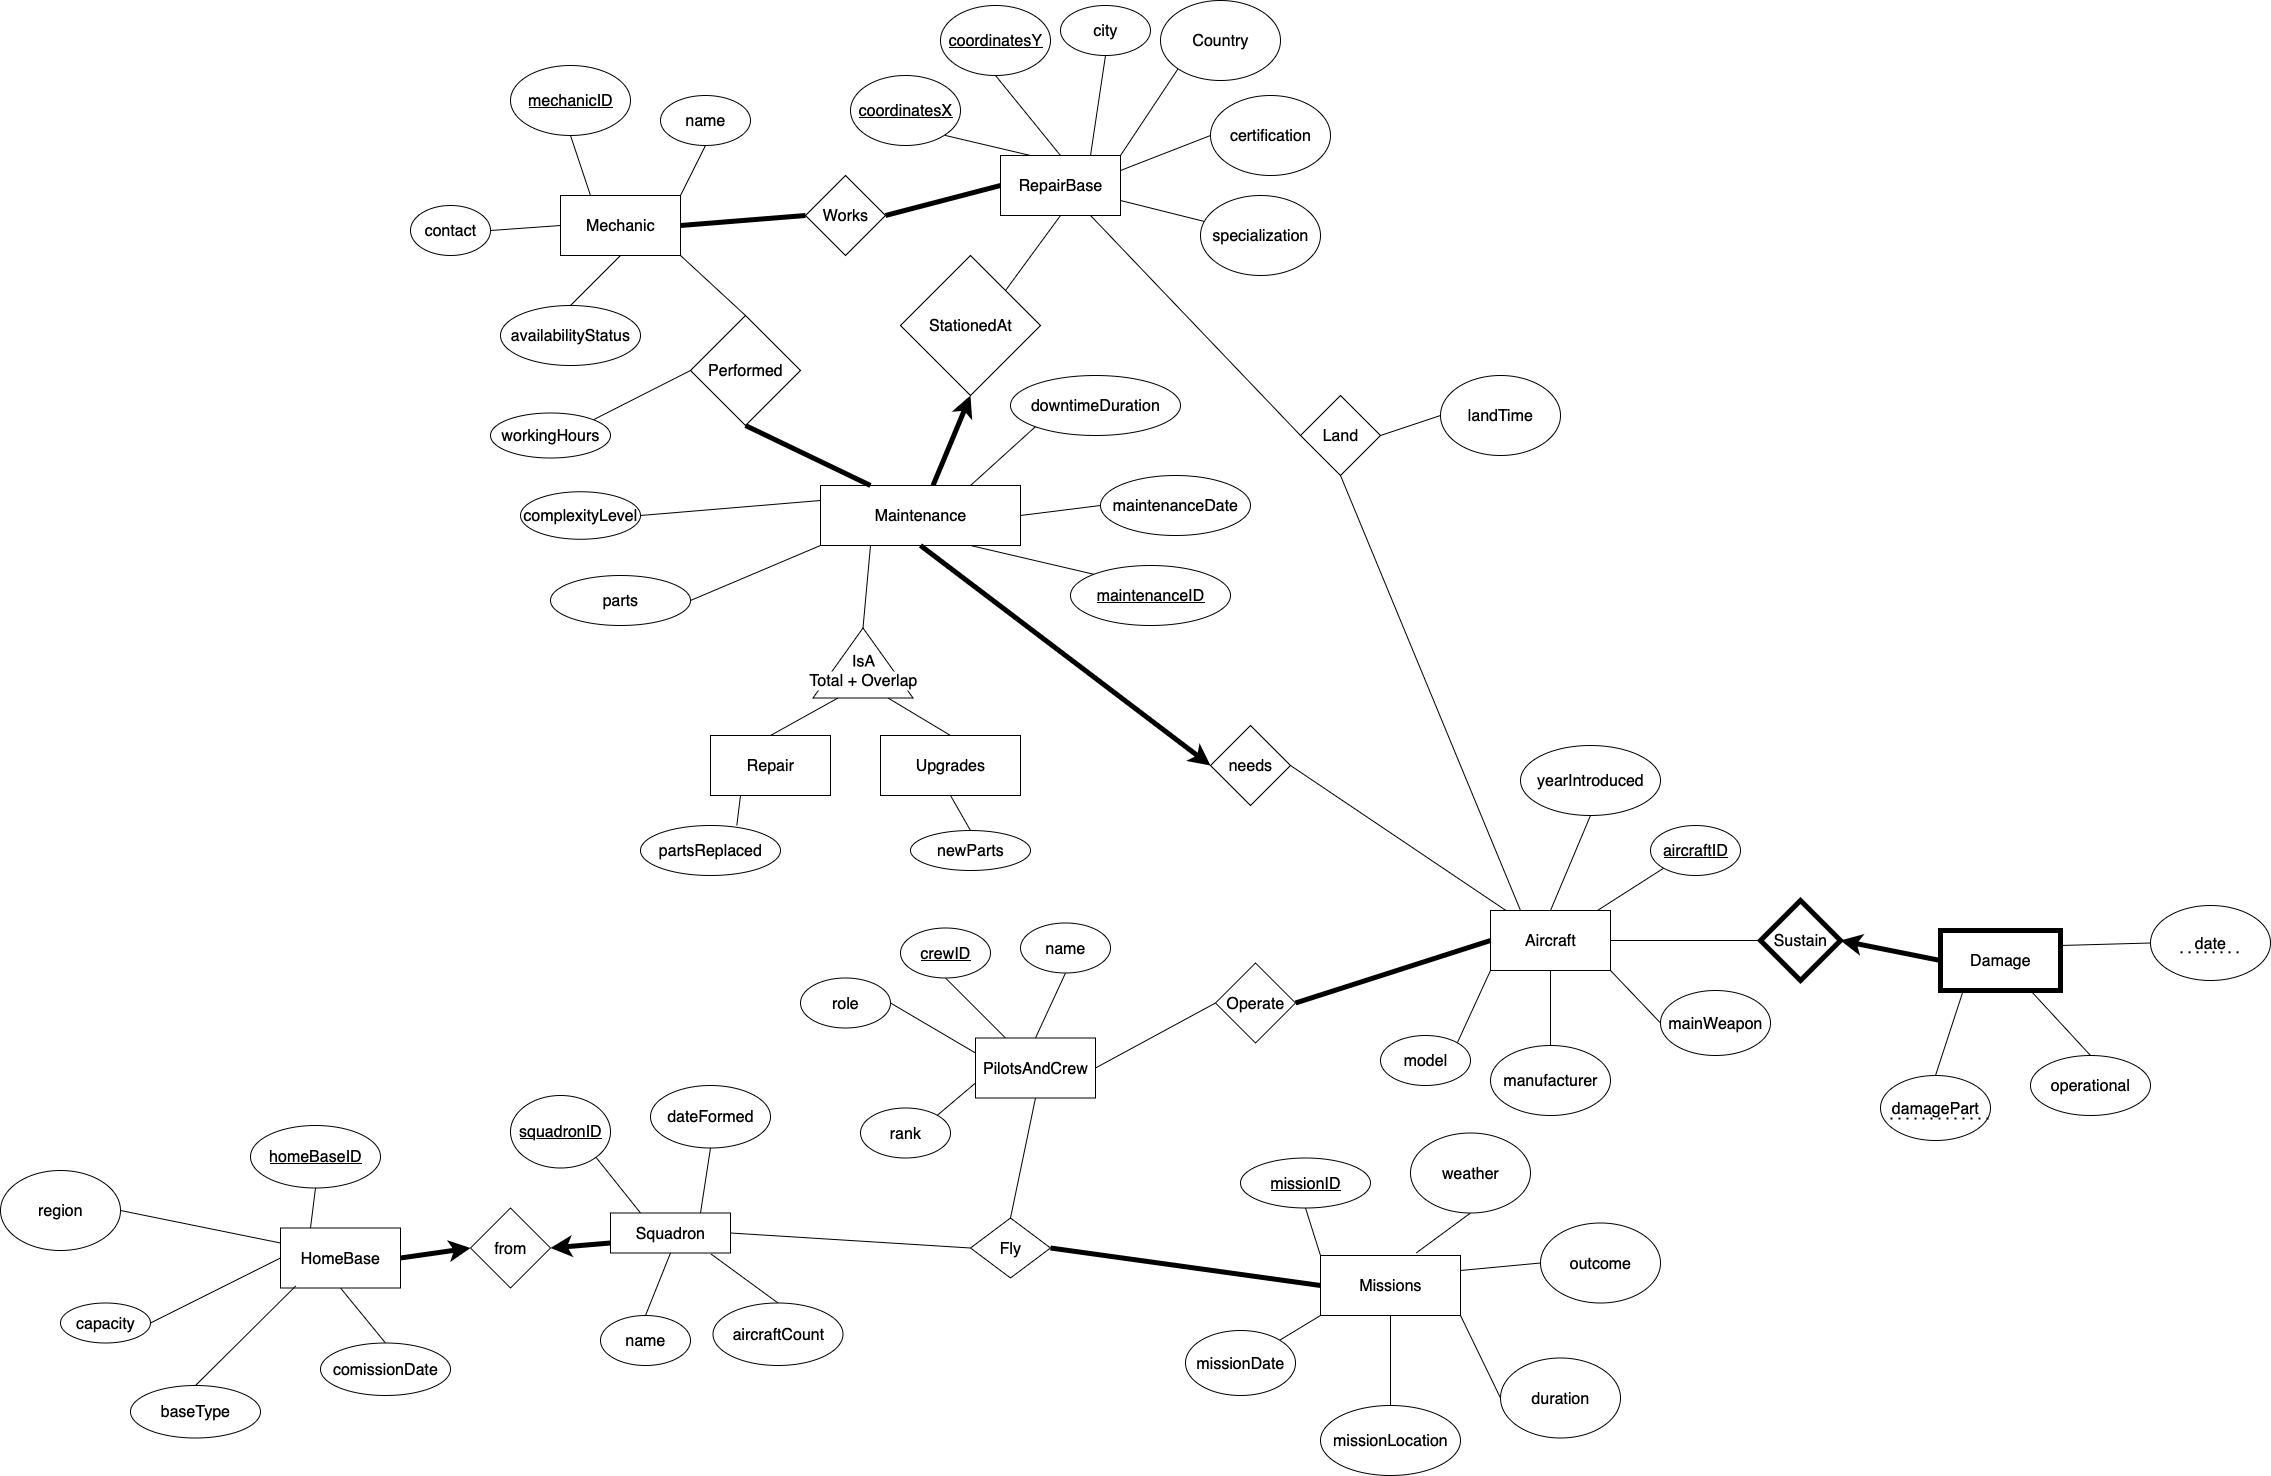 coordinatesY
city
Country
coordinatesX
mechanicID
name
certification
RepairBase
Works
Mechanic
contact
specialization
availabilityStatus
StationedAt
Performed
downtimeDuration
landTime
workingHours
Land
maintenanceDate
complexityLevel
Maintenance
parts
maintenanceID
IsA
Total + Overlap
Repair
Upgrades
needs
yearIntroduced
partsReplaced
newParts
aircraftID
crewID
name
Aircraft
Sustain
Damage
date
role
Operate
PilotsAndCrew
model
manufacturer
mainWeapon
operational
damagePart
rank
squadronID
dateFormed
homeBaseID
missionID
weather
region
Squadron
from
HomeBase
Fly
Missions
outcome
capacity
name
aircraftCount
comissionDate
missionDate
baseType
duration
missionLocation